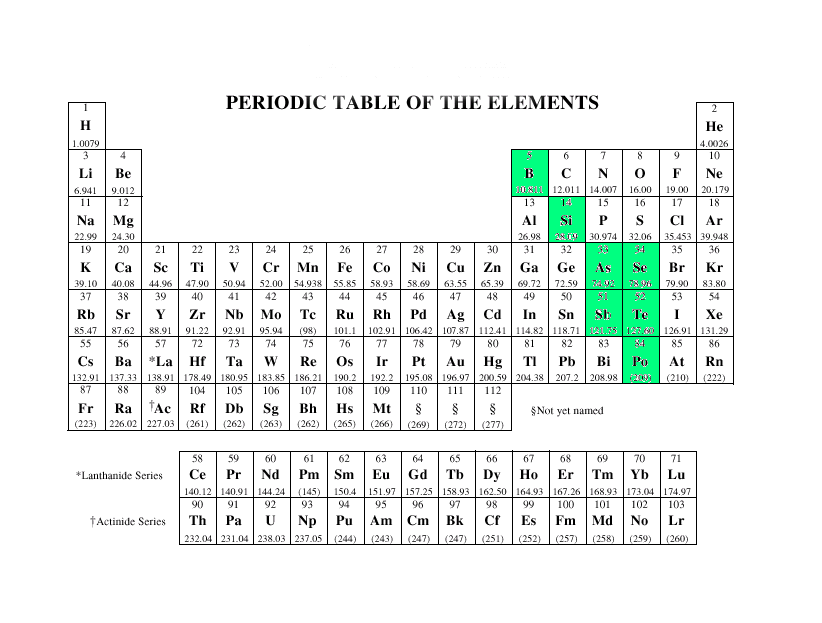 PERIODIC TABLE OF THE ELEMENTS
1 2
H He
1.0079 4.0026
3 4 5 6 7 8 9 10
Li Be B C N O F Ne
6.941 9.012 10.811 12.011 14.007 16.00 19.00 20.179
11 12 13 14 15 16 17 18
Na Mg Al Si P S Cl Ar
22.99 24.30 26.98 28.09 30.974 32.06 35.453 39.948
19 20 21 22 23 24 25 26 27 28 29 30 31 32 33 34 35 36
K Ca Sc Ti V Cr Mn Fe Co Ni Cu Zn Ga Ge As Se Br Kr
39.10 40.08 44.96 47.90 50.94 52.00 54.938 55.85 58.93 58.69 63.55 65.39 69.72 72.59 74.92 78.96 79.90 83.80
37 38 39 40 41 42 43 44 45 46 47 48 49 50 51 52 53 54
Rb Sr Y Zr Nb Mo Tc Ru Rh Pd Ag Cd In Sn Sb Te I Xe
85.47 87.62 88.91 91.22 92.91 95.94 (98) 101.1 102.91 106.42 107.87 112.41 114.82 118.71 121.75 127.60 126.91 131.29
55 56 57 72 73 74 75 76 77 78 79 80 81 82 83 84 85 86
Cs Ba *La Hf Ta W Re Os Ir Pt Au Hg Tl Pb Bi Po At Rn
132.91 137.33 138.91 178.49 180.95 183.85 186.21 190.2 192.2 195.08 196.97 200.59 204.38 207.2 208.98 (209) (210) (222)
87 88 89 104 105 106 107 108 109 110 111 112
Fr Ra †Ac Rf Db Sg Bh Hs Mt § § § §Not yet named
(223) 226.02 227.03 (261) (262) (263) (262) (265) (266) (269) (272) (277)
58 59 60 61 62 63 64 65 66 67 68 69 70 71
*Lanthanide Series Ce Pr Nd Pm Sm Eu Gd Tb Dy Ho Er Tm Yb Lu
140.12 140.91 144.24 (145) 150.4 151.97 157.25 158.93 162.50 164.93 167.26 168.93 173.04 174.97
90 91 92 93 94 95 96 97 98 99 100 101 102 103
†Actinide Series Th Pa U Np Pu Am Cm Bk Cf Es Fm Md No Lr
232.04 231.04 238.03 237.05 (244) (243) (247) (247) (251) (252) (257) (258) (259) (260)